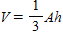 V = 1/3 Ah